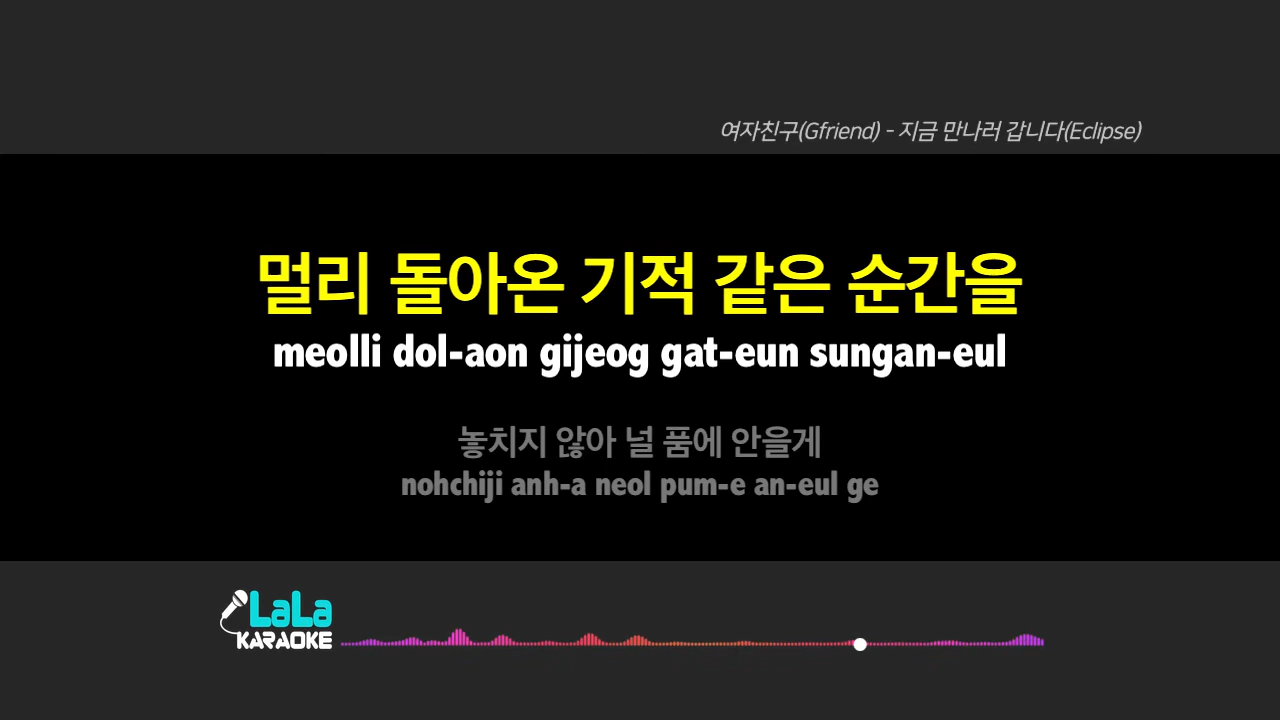 여자친구(Gfriend) - 지금 만나러 갑니다(Eclipse)
멀리 돌아온 기적 같은 순간을
meolli dol-aon gijeog gat-eun sungan-eul
놓치지 않아 널 품에 안을게
nohchiji anh-a neol pum-e an-eul ge
LaLa
KARAOKE